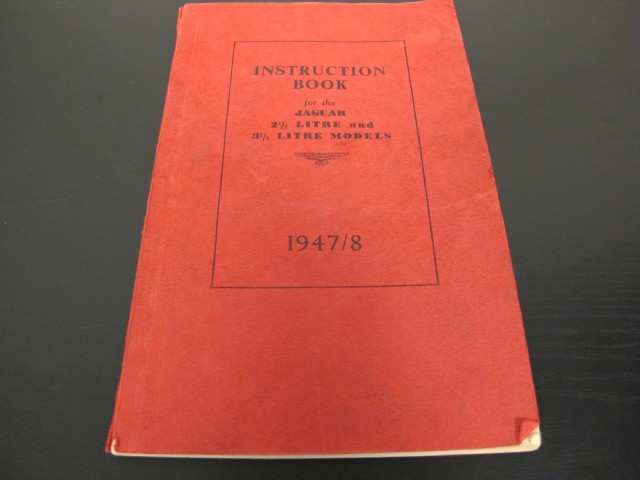 INSTRUCTION
BOOK
for the
JAGUAR
2½ LITRE and
3½ LITRE MODELS
1947/8